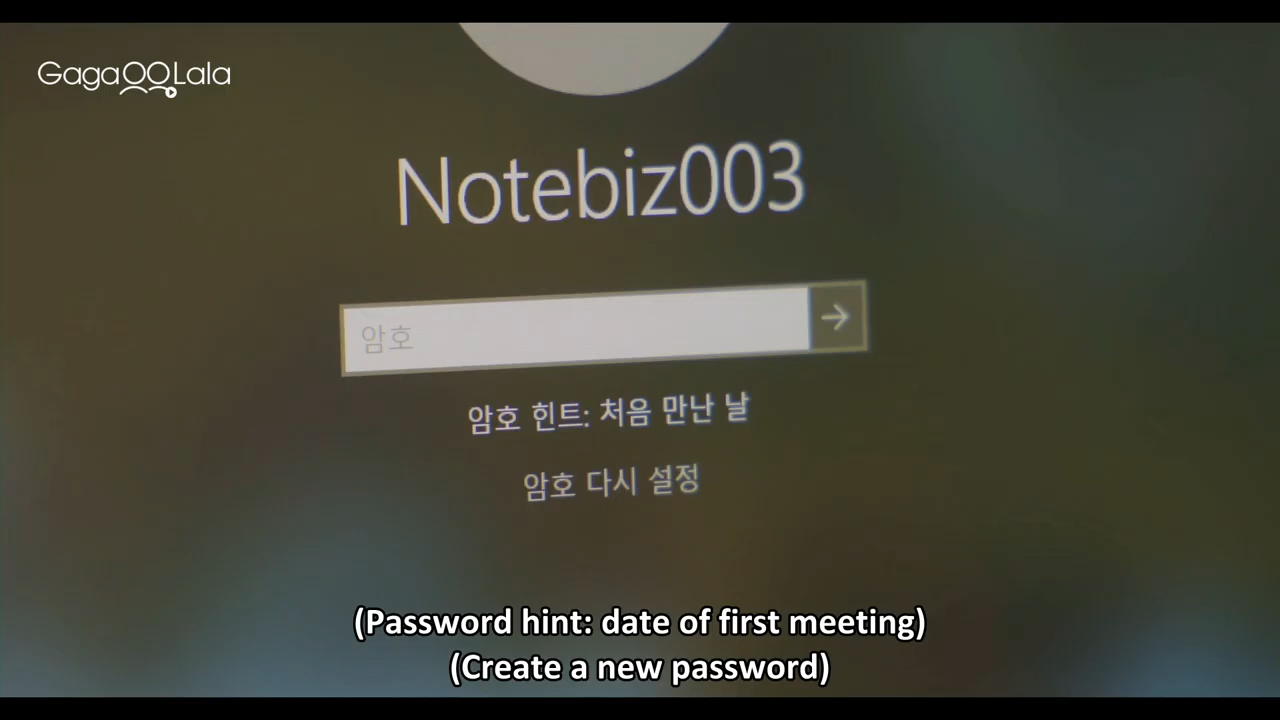 GagaOOLala
Notebiz003
암호
암호 힌트: 처음 만난 날
암호 다시 설정
(Password hint: date of first meeting)
(Create a new password)